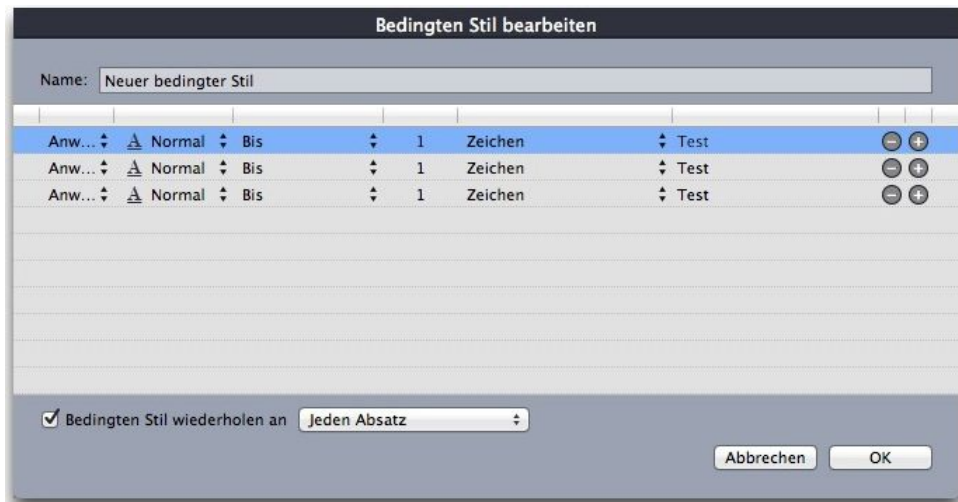 Bedingten Stil bearbeiten
Name: Neuer bedingter Stil
Anw... A Normal Bis 1 Zeichen Test
Anw... A Normal Bis 1 Zeichen Test
Anw... A Normal Bis 1 Zeichen Test
Bedingten Stil wiederholen an Jeden Absatz
Abbrechen OK